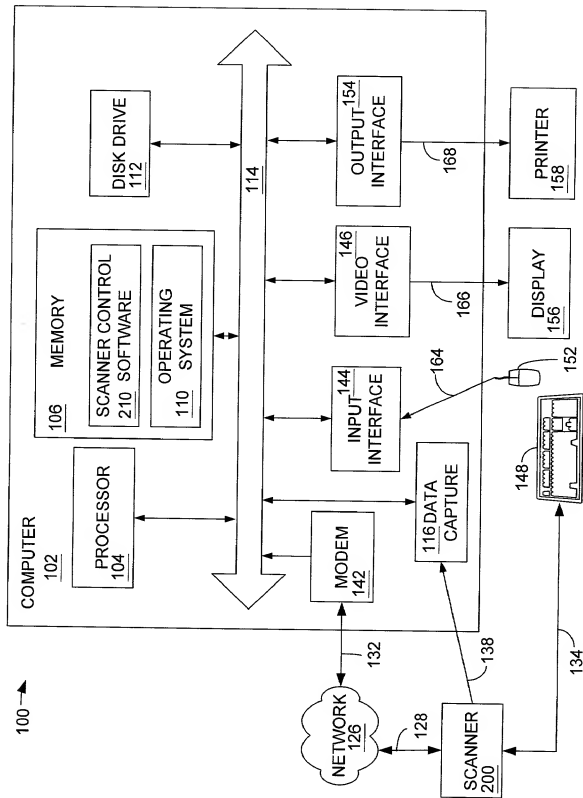 100
COMPUTER
102
PROCESSOR
104
106
MEMORY
SCANNER CONTROL
210 SOFTWARE
OPERATING
110 SYSTEM
DISK DRIVE
112
114
MODEM
142
116 DATA
CAPTURE
INPUT 144
INTERFACE
VIDEO 146
INTERFACE
OUTPUT 154
INTERFACE
132
NETWORK
126
128
138
SCANNER
200
134
148
164
152
166
168
DISPLAY
156
PRINTER
158